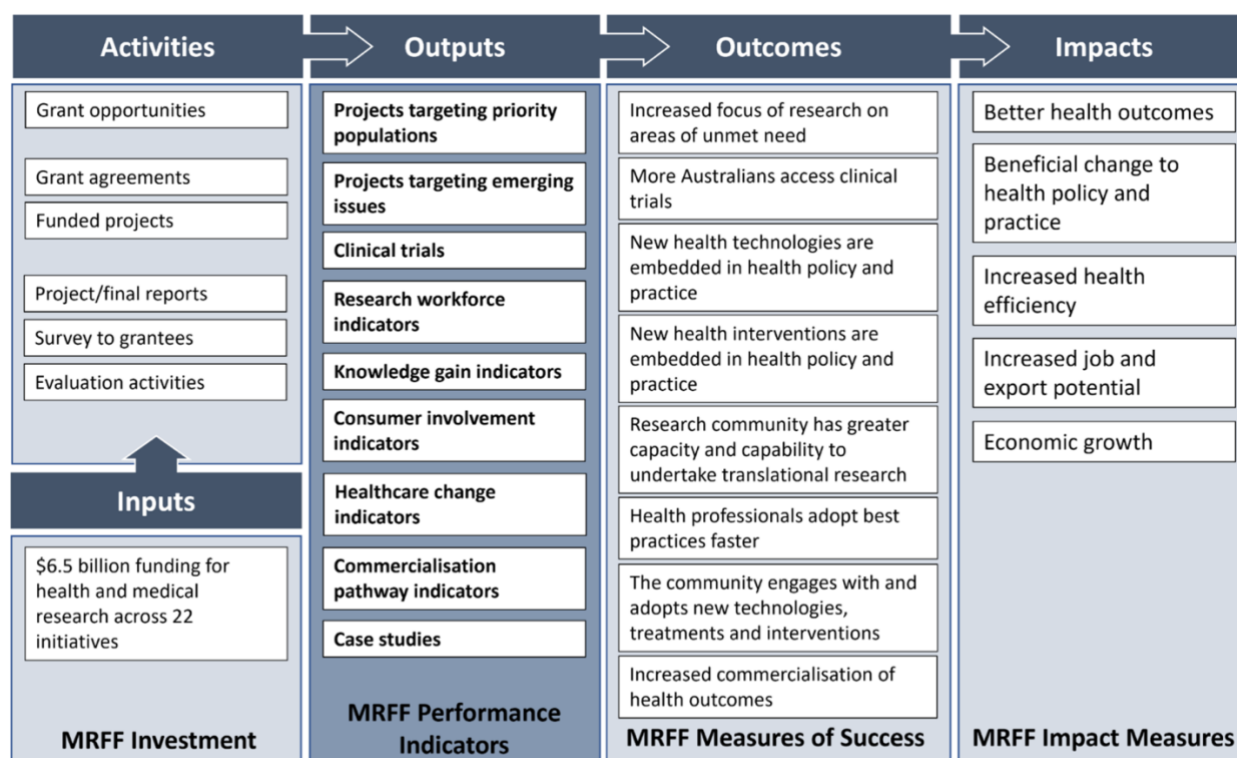 Activities
Grant opportunities
Grant agreements
Funded projects
Project/final reports
Survey to grantees
Evaluation activities
Inputs
$6.5 billion funding for
health and medical
research across 22
initiatives
MRFF Investment
Outputs
Projects targeting priority
populations
Projects targeting emerging
issues
Clinical trials
Research workforce
indicators
Knowledge gain indicators
Consumer involvement
indicators
Healthcare change
indicators
Commercialisation
pathway indicators
Case studies
MRFF Performance
Indicators
Outcomes
Increased focus of research on
areas of unmet need
More Australians access clinical
trials
New health technologies are
embedded in health policy and
practice
New health interventions are
embedded in health policy and
practice
Research community has greater
capacity and capability to
undertake translational research
Health professionals adopt best
practices faster
The community engages with and
adopts new technologies,
treatments and interventions
Increased commercialisation of
health outcomes
MRFF Measures of Success
Impacts
Better health outcomes
Beneficial change to
health policy and
practice
Increased health
efficiency
Increased job and
export potential
Economic growth
MRFF Impact Measures